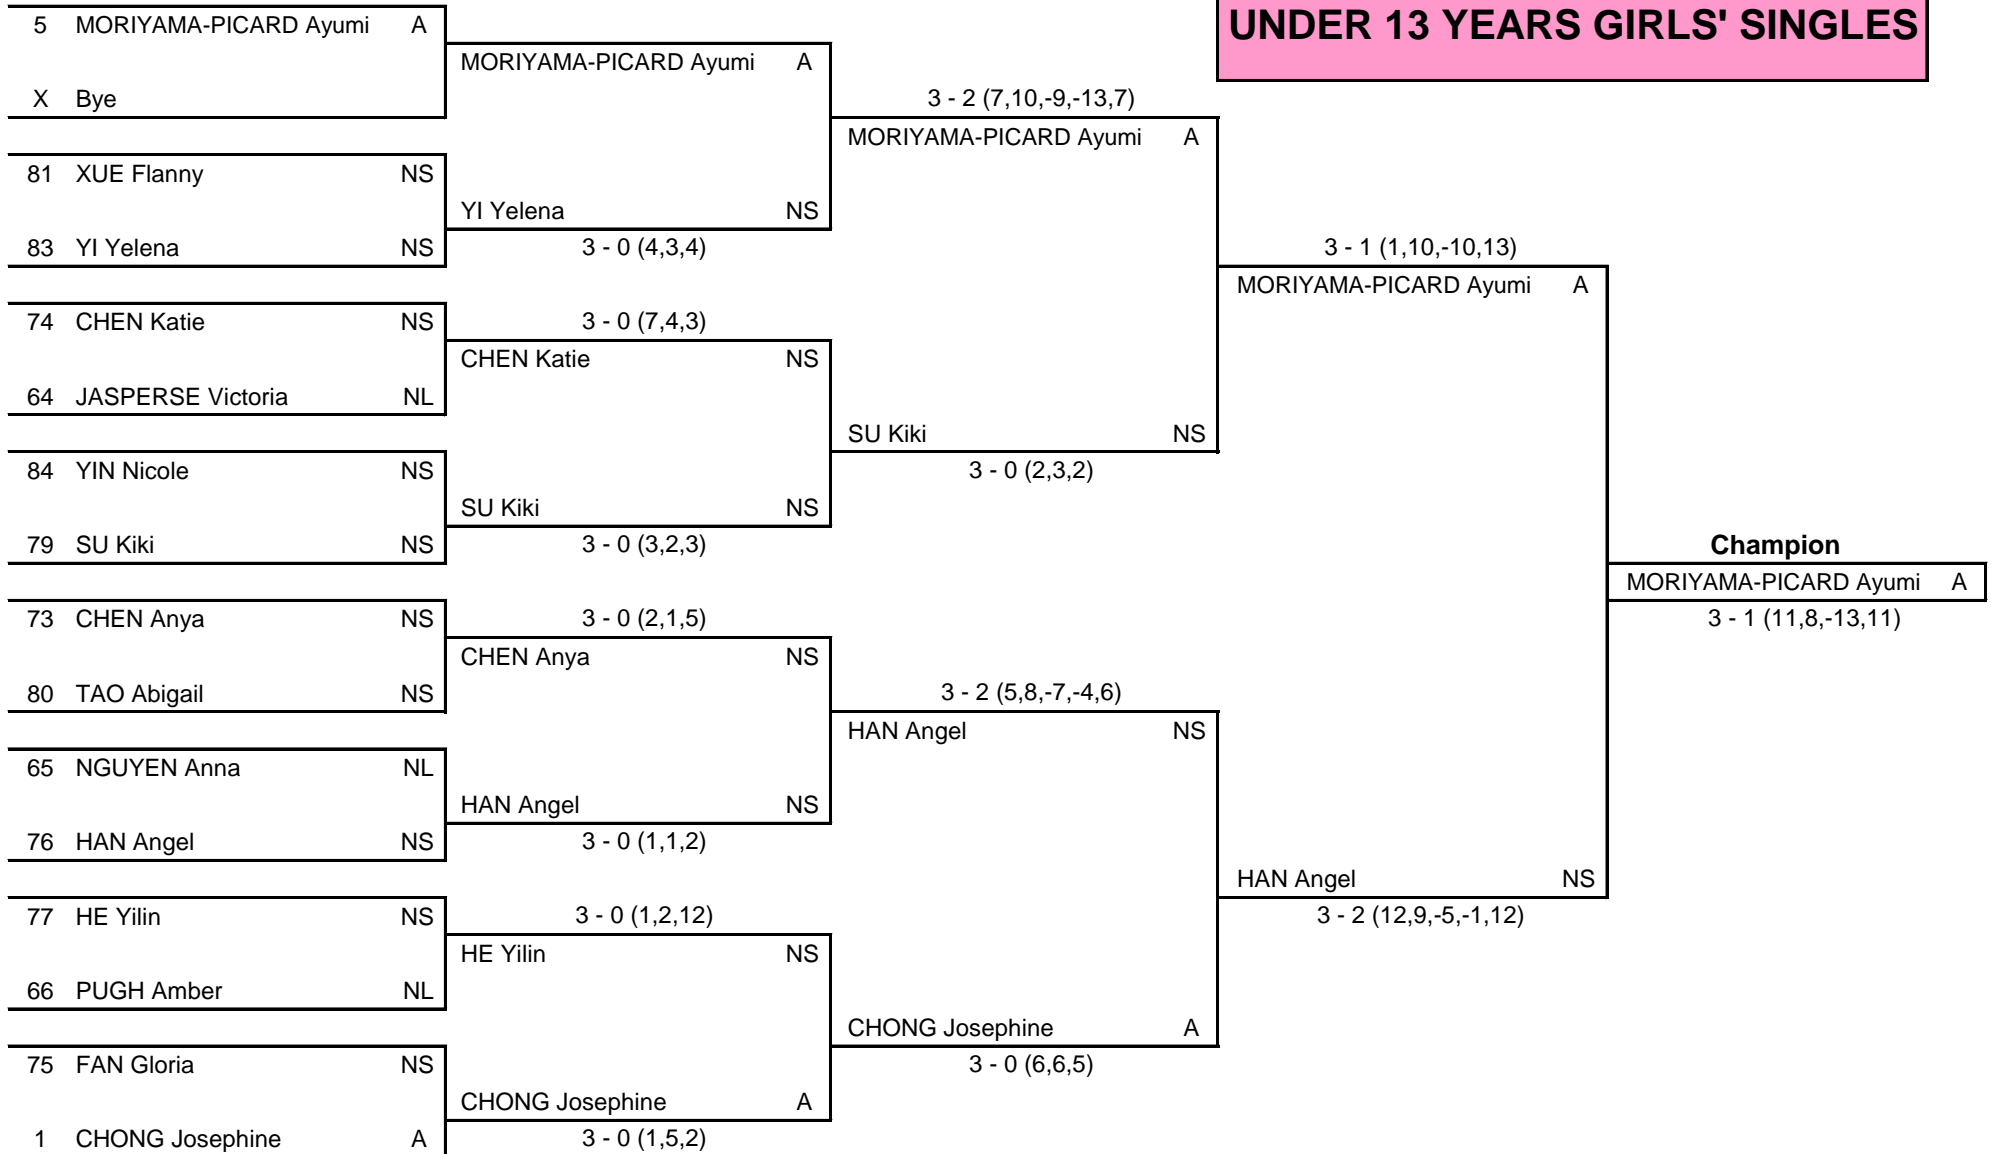 UNDER 13 YEARS GIRLS' SINGLES
5 MORIYAMA-PICARD Ayumi A
MORIYAMA-PICARD Ayumi A
X Bye
3 - 2 (7,10,-9,-13,7)
MORIYAMA-PICARD Ayumi A
81 XUE Flanny NS
YI Yelena NS
83 YI Yelena NS
3 - 0 (4,3,4)
3 - 1 (1,10,-10,13)
MORIYAMA-PICARD Ayumi A
74 CHEN Katie NS
3 - 0 (7,4,3)
CHEN Katie NS
64 JASPERSE Victoria NL
SU Kiki NS
84 YIN Nicole NS
3 - 0 (2,3,2)
SU Kiki NS
79 SU Kiki NS
3 - 0 (3,2,3)
Champion
MORIYAMA-PICARD Ayumi A
73 CHEN Anya NS
3 - 0 (2,1,5)
3 - 1 (11,8,-13,11)
CHEN Anya NS
80 TAO Abigail NS
3 - 2 (5,8,-7,-4,6)
HAN Angel NS
65 NGUYEN Anna NL
HAN Angel NS
76 HAN Angel NS
3 - 0 (1,1,2)
HAN Angel NS
77 HE Yilin NS
3 - 0 (1,2,12)
3 - 2 (12,9,-5,-1,12)
HE Yilin NS
66 PUGH Amber NL
CHONG Josephine A
75 FAN Gloria NS
3 - 0 (6,6,5)
CHONG Josephine A
1 CHONG Josephine A
3 - 0 (1,5,2)